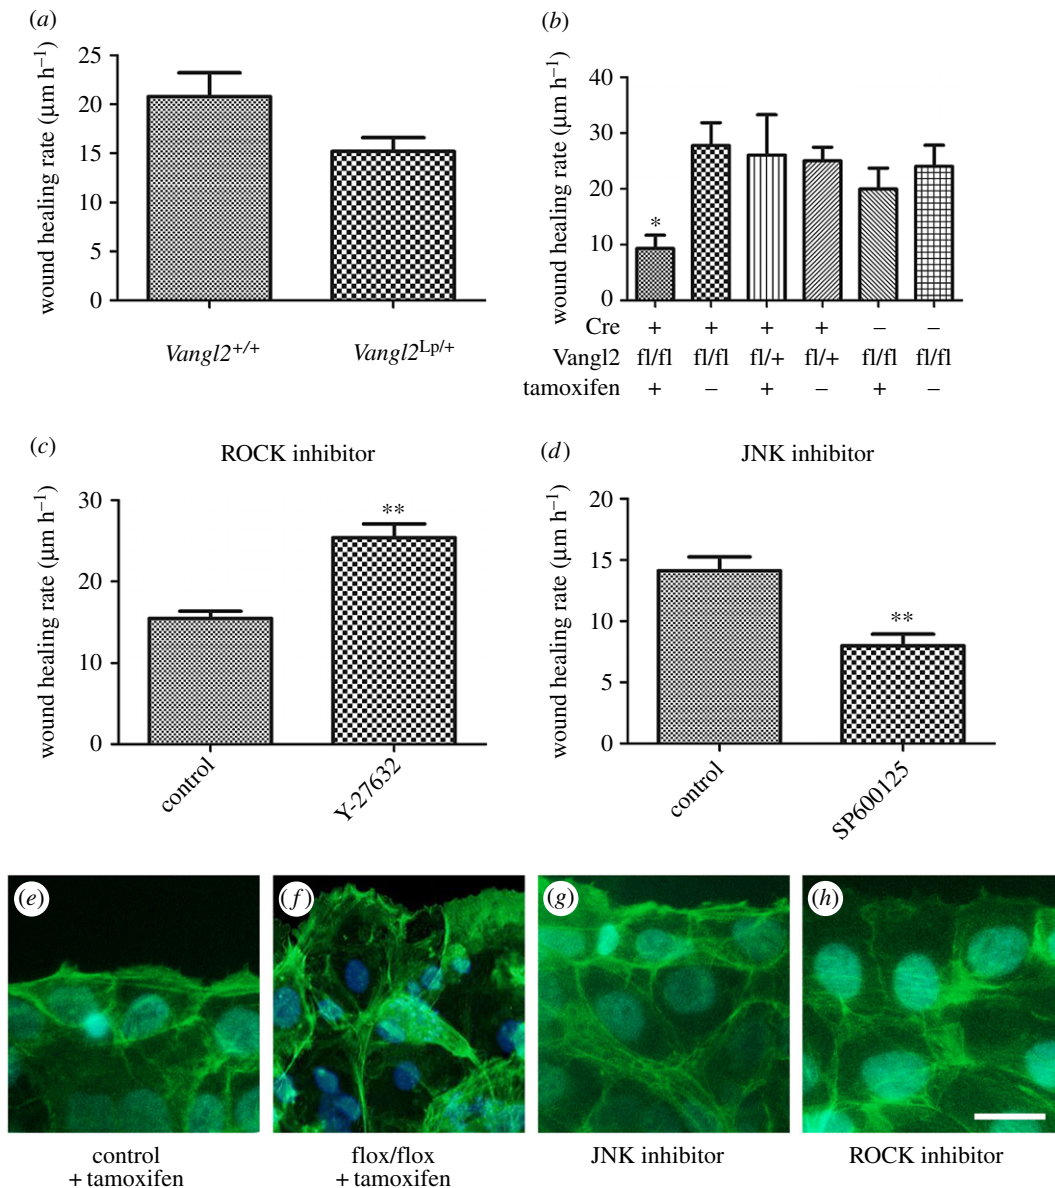 (a)
wound healing rate (µm h⁻¹)
25
20
15
10
5
0
Vangl2+/+
Vangl2Lp/+
(b)
wound healing rate (µm h⁻¹)
40
30
20
10
0
*
Cre + + + + – –
Vangl2 fl/fl fl/fl fl/+ fl/+ fl/fl fl/fl
tamoxifen + – + – + –
(c)
ROCK inhibitor
wound healing rate (µm h⁻¹)
30
20
10
0
**
control
Y-27632
(d)
JNK inhibitor
wound healing rate (µm h⁻¹)
20
15
10
5
0
**
control
SP600125
(e)
(f)
(g)
(h)
control
+ tamoxifen
flox/flox
+ tamoxifen
JNK inhibitor
ROCK inhibitor